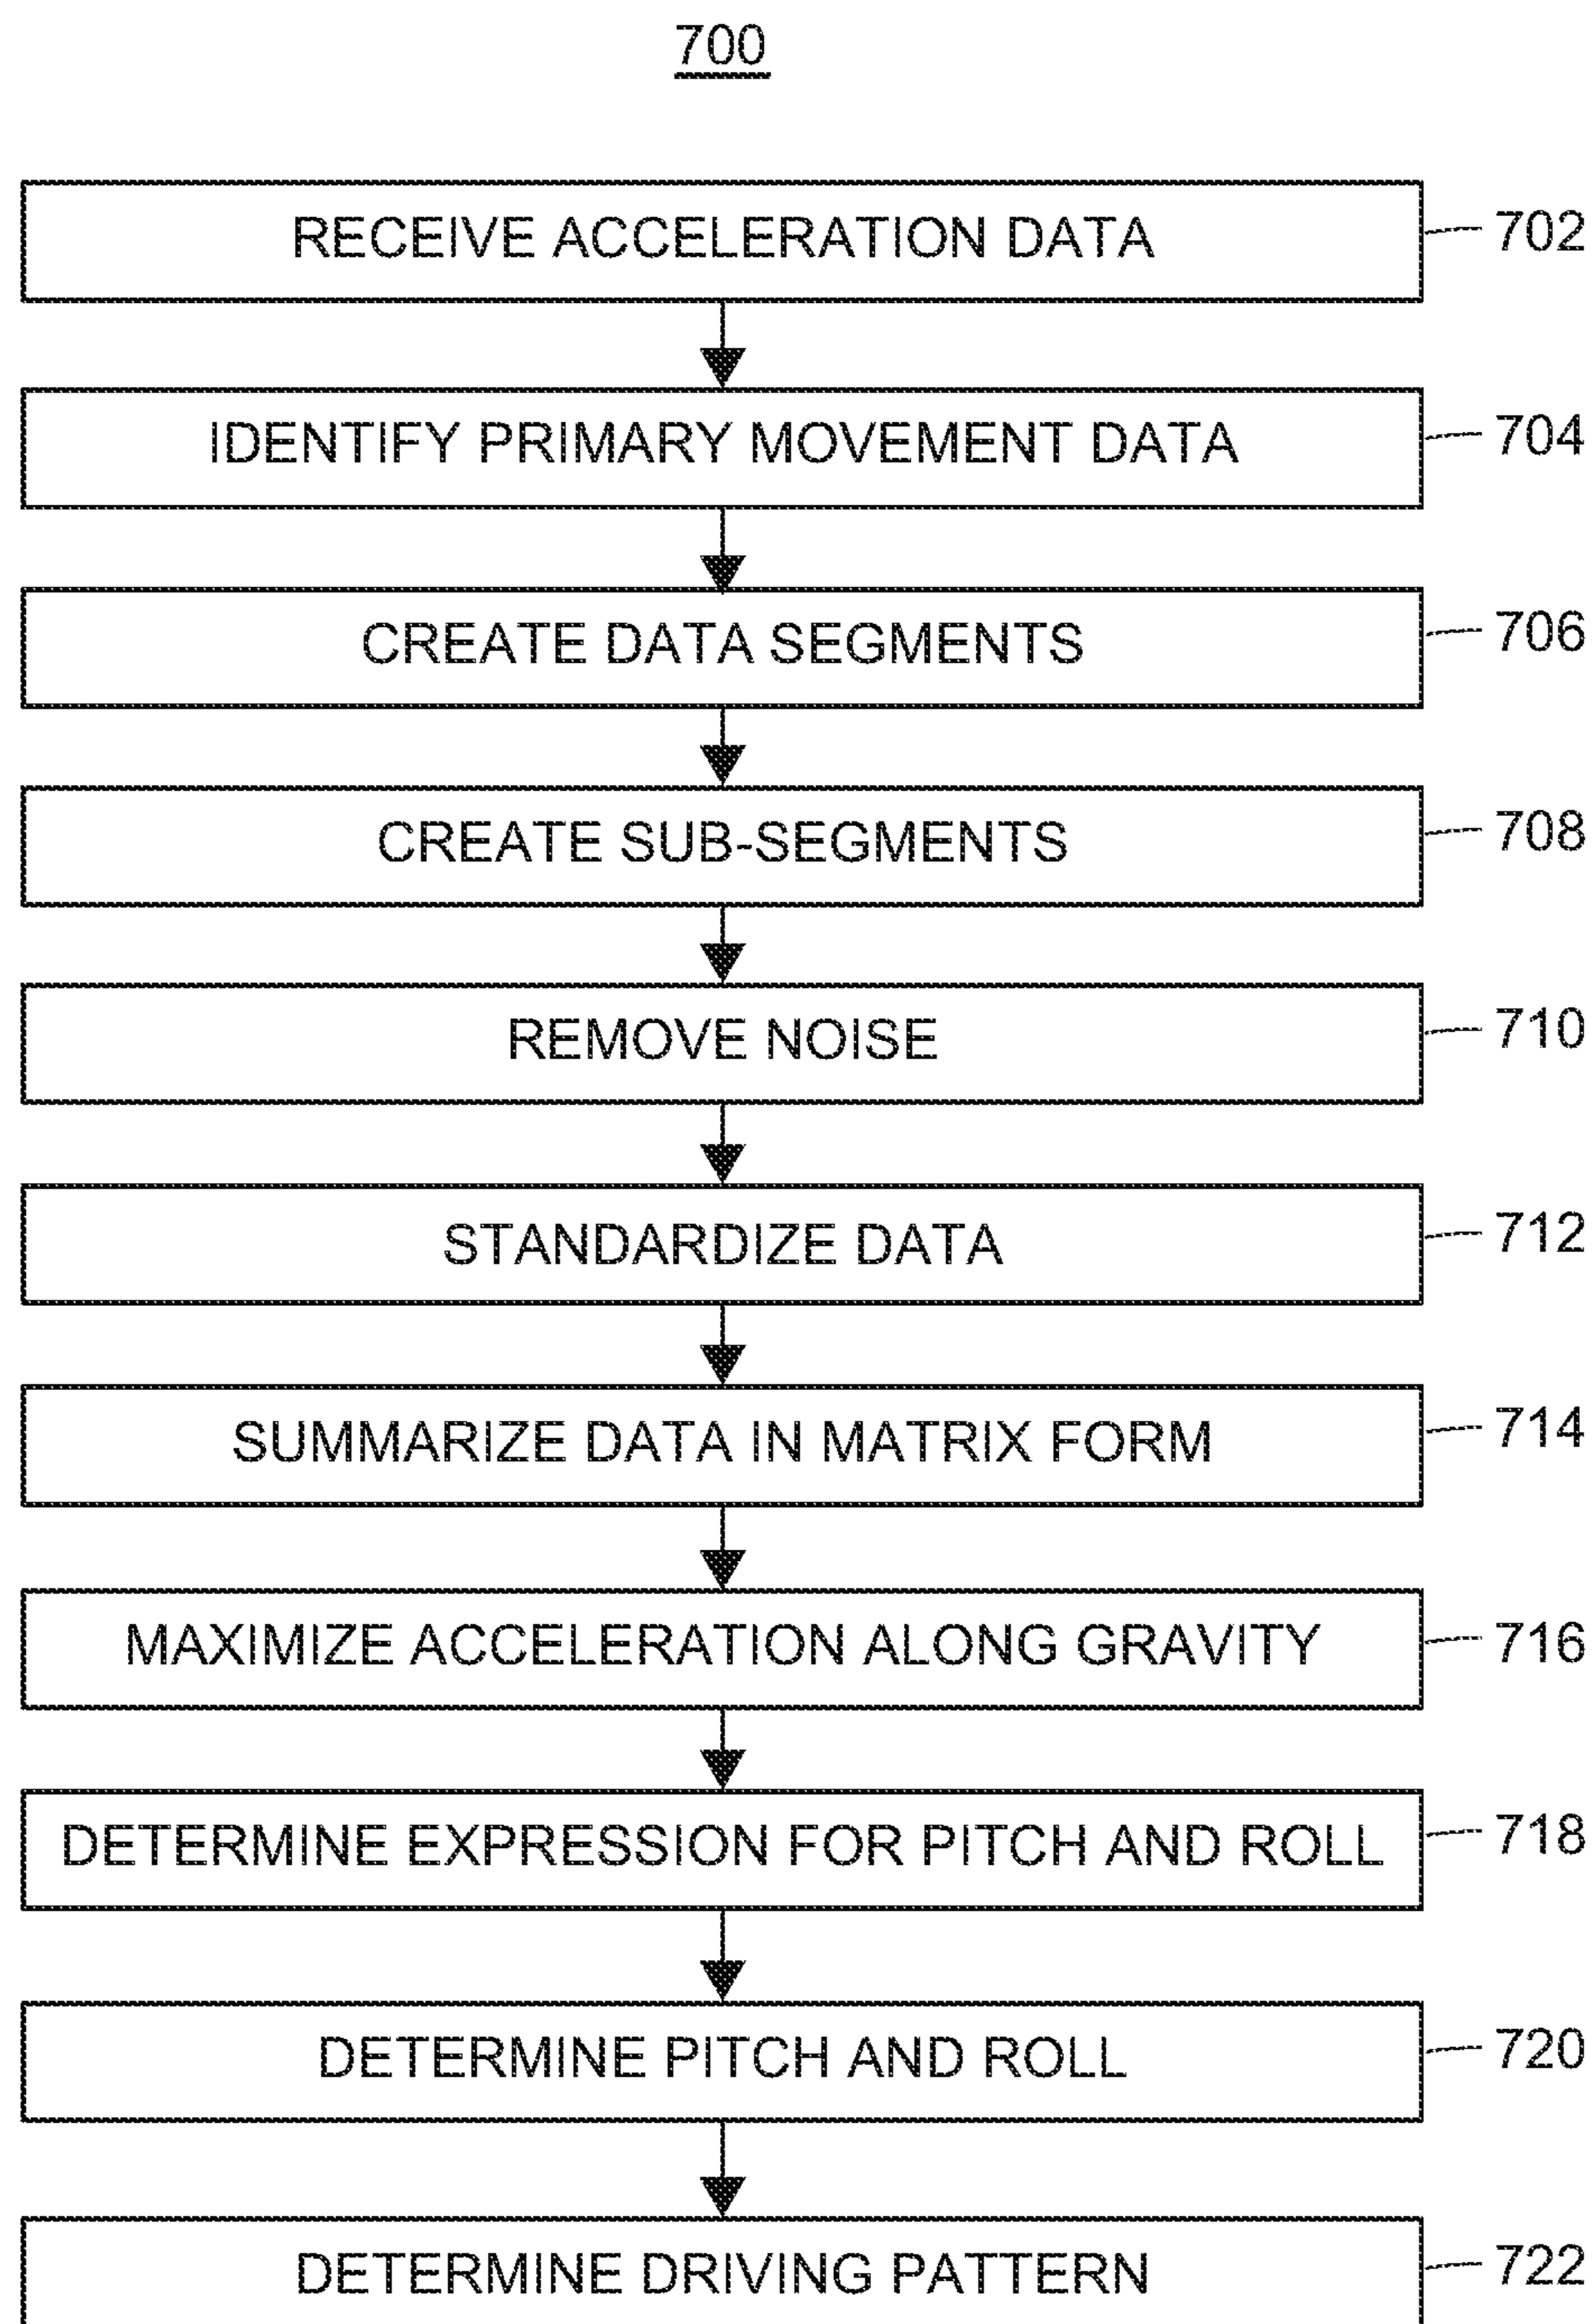 700
RECEIVE ACCELERATION DATA 702
IDENTIFY PRIMARY MOVEMENT DATA 704
CREATE DATA SEGMENTS 706
CREATE SUB-SEGMENTS 708
REMOVE NOISE 710
STANDARDIZE DATA 712
SUMMARIZE DATA IN MATRIX FORM 714
MAXIMIZE ACCELERATION ALONG GRAVITY 716
DETERMINE EXPRESSION FOR PITCH AND ROLL 718
DETERMINE PITCH AND ROLL 720
DETERMINE DRIVING PATTERN 722